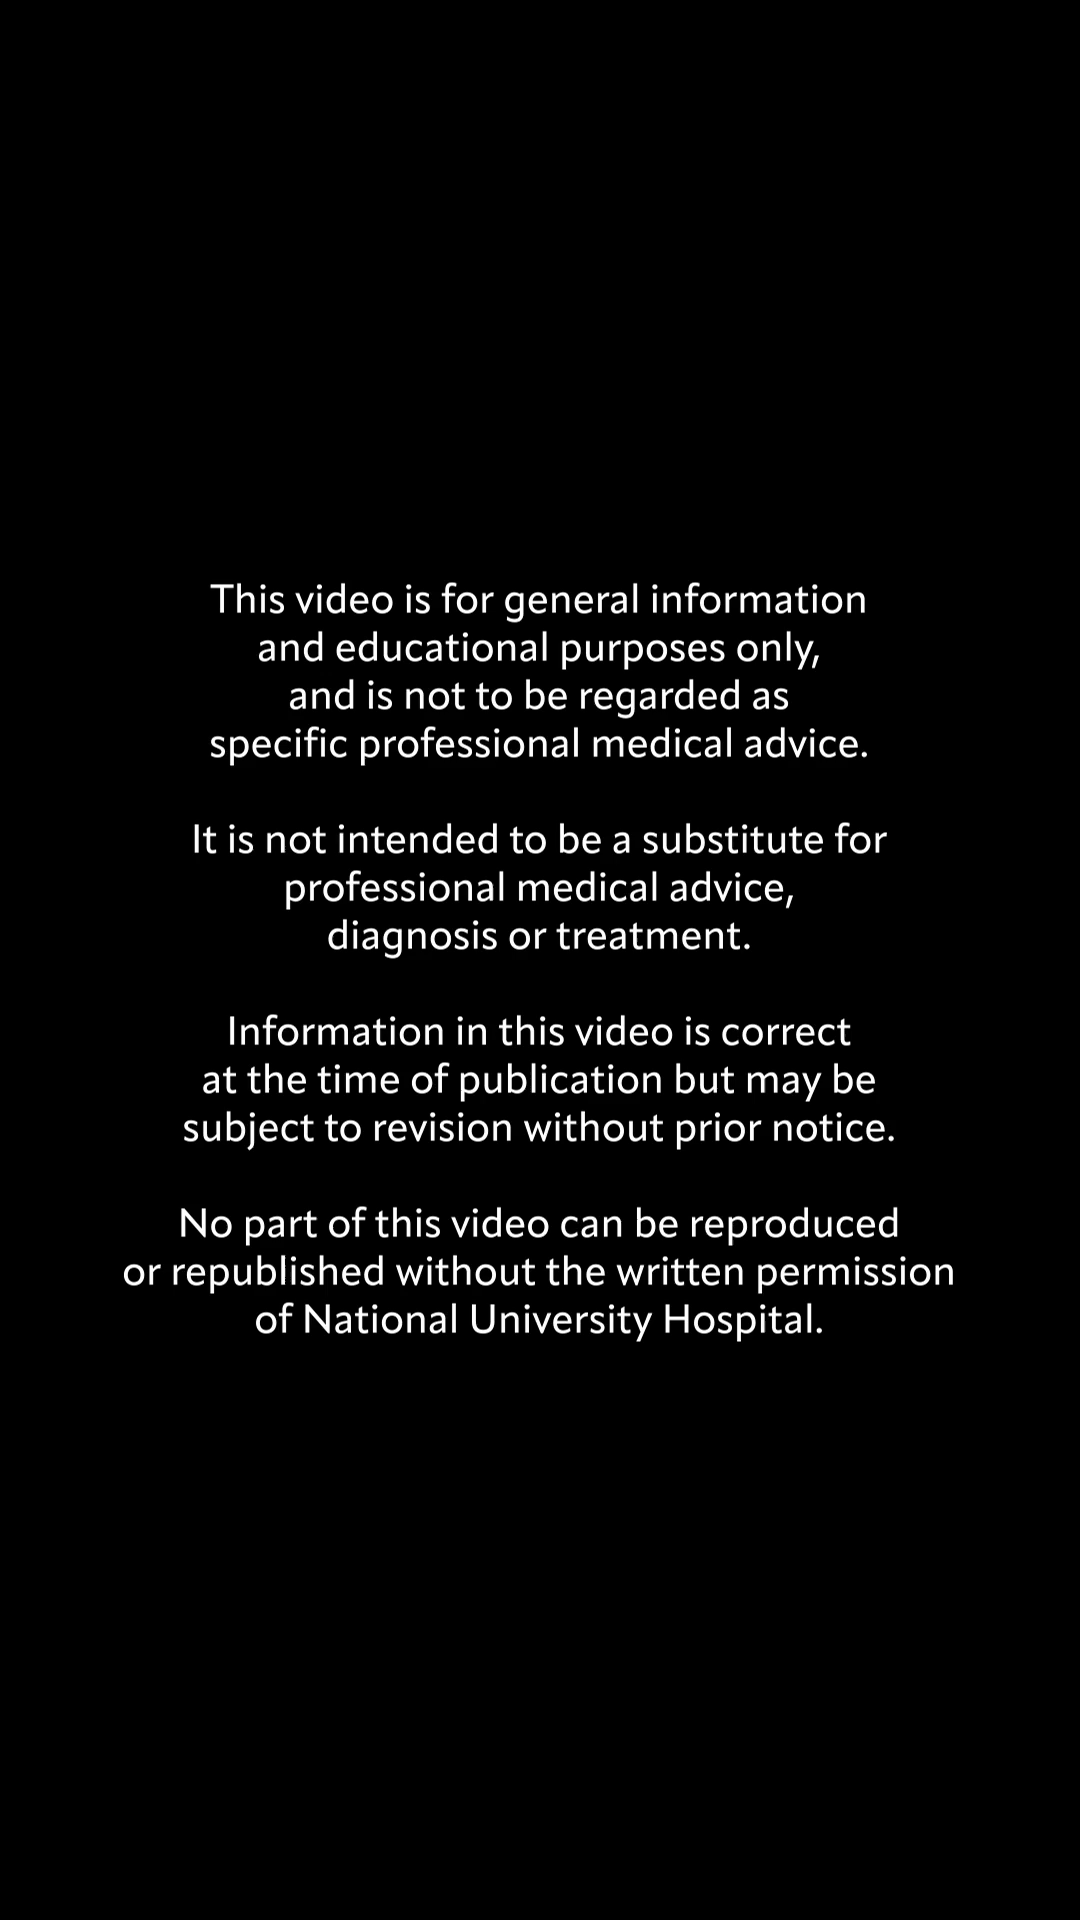 This video is for general information
and educational purposes only,
and is not to be regarded as
specific professional medical advice.
It is not intended to be a substitute for
professional medical advice,
diagnosis or treatment.
Information in this video is correct
at the time of publication but may be
subject to revision without prior notice.
No part of this video can be reproduced
or republished without the written permission
of National University Hospital.